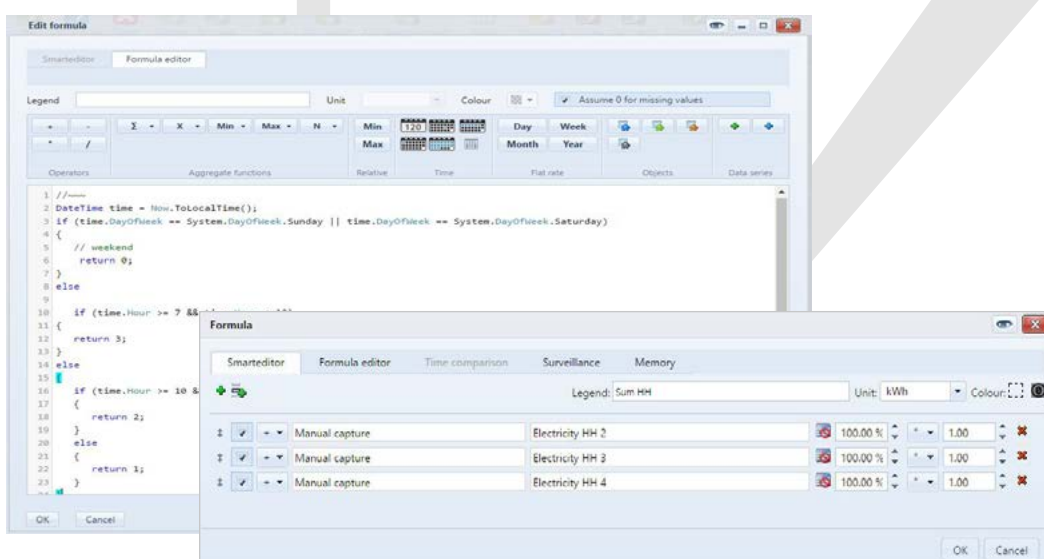 Edit formula
Smarteditor Formula editor
Legend Unit Colour Assume 0 for missing values
+ - Σ X Min Max N Min 120 Day Week
* / Max Month Year
Operators Aggregate functions Relative Time Flat rate Objects Data series
1 //~~~
2 DateTime time = Now.ToLocalTime();
3 if (time.DayOfWeek == System.DayOfWeek.Sunday || time.DayOfWeek == System.DayOfWeek.Saturday)
4 {
5 // weekend
6 return 0;
7 }
8 else
9
10 if (time.Hour >= 7 &&
11 {
12 return 3;
13 }
14 else
15 {
16 if (time.Hour >= 10 &
17 {
18 return 2;
19 }
20 else
21 {
22 return 1;
23 }
OK Cancel
Formula
Smarteditor Formula editor Time comparison Surveillance Memory
Legend: Sum HH Unit: kWh Colour:
+ Manual capture Electricity HH 2 100.00 % * 1.00
+ Manual capture Electricity HH 3 100.00 % * 1.00
+ Manual capture Electricity HH 4 100.00 % * 1.00
OK Cancel